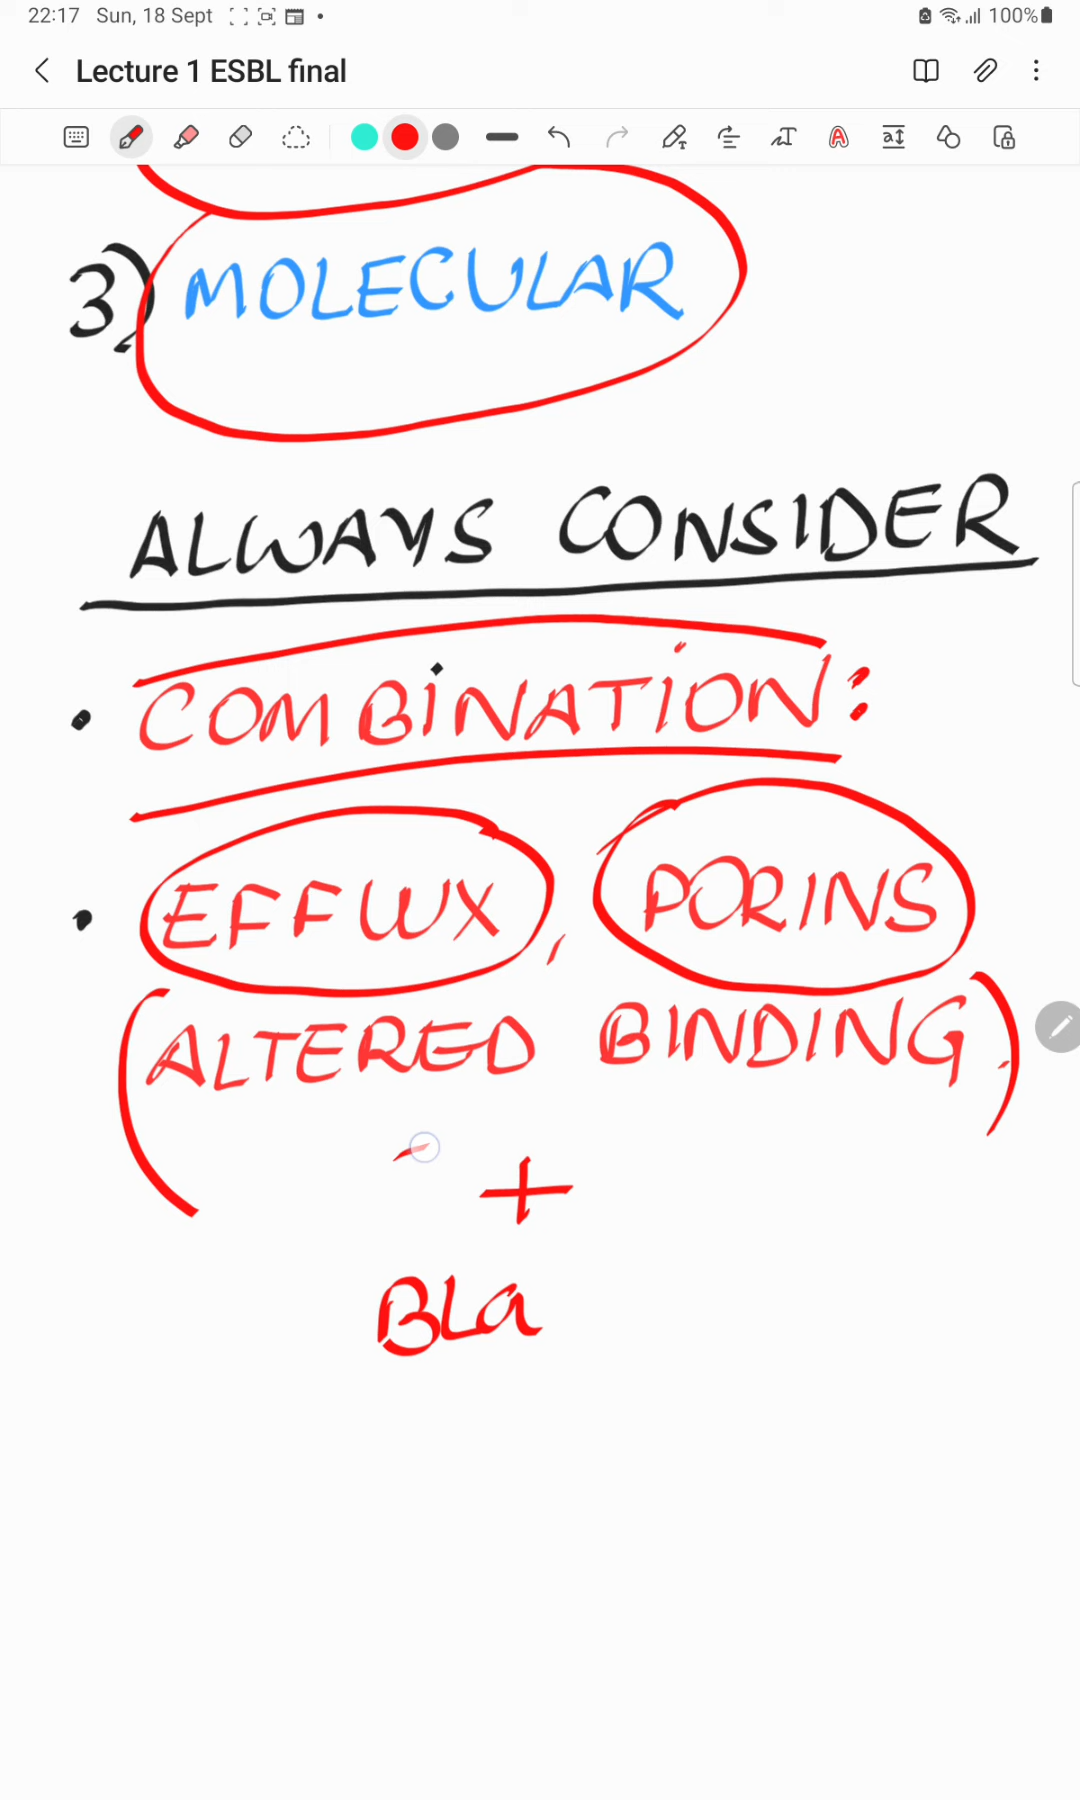 22:17 Sun, 18 Sept 100%
Lecture 1 ESBL final
3) MOLECULAR
ALWAYS CONSIDER
• COMBINATION:
• EFFLUX, PORINS
(ALTERED BINDING.)
+
BLa